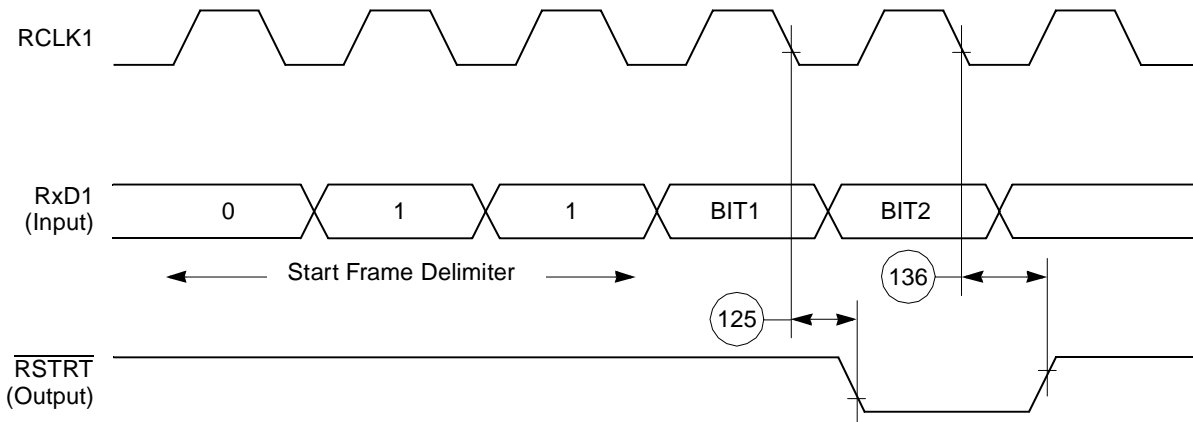 RCLK1
RxD1
(Input)
0 1 1 BIT1 BIT2
Start Frame Delimiter
136
125
RSTRT
(Output)